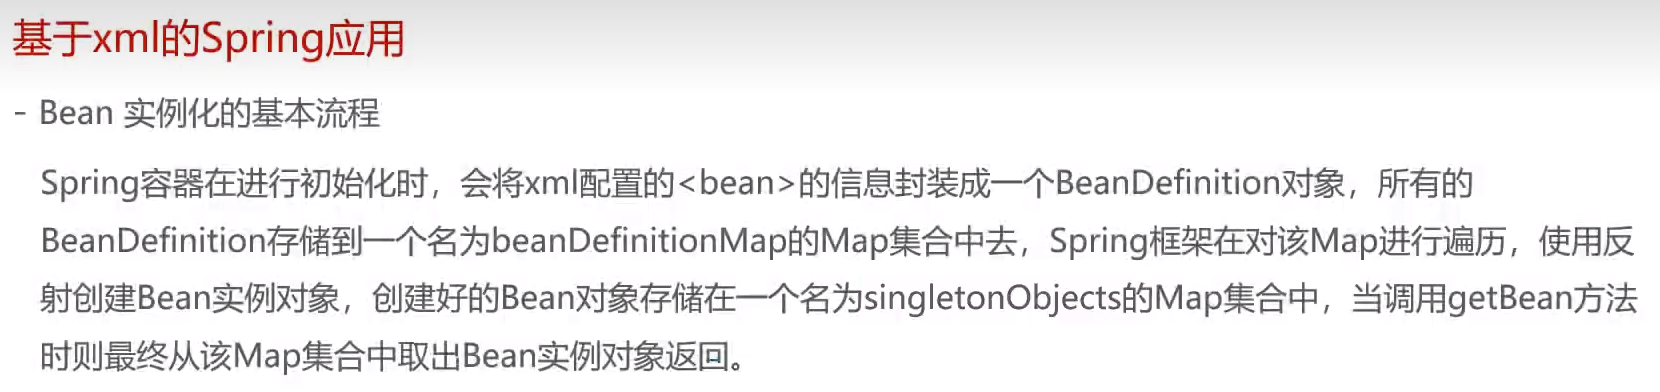 基于xml的Spring应用
- Bean 实例化的基本流程
Spring容器在进行初始化时，会将xml配置的<bean>的信息封装成一个BeanDefinition对象，所有的
BeanDefinition存储到一个名为beanDefinitionMap的Map集合中去，Spring框架在对该Map进行遍历，使用反
射创建Bean实例对象，创建好的Bean对象存储在一个名为singletonObjects的Map集合中，当调用getBean方法
时则最终从该Map集合中取出Bean实例对象返回。